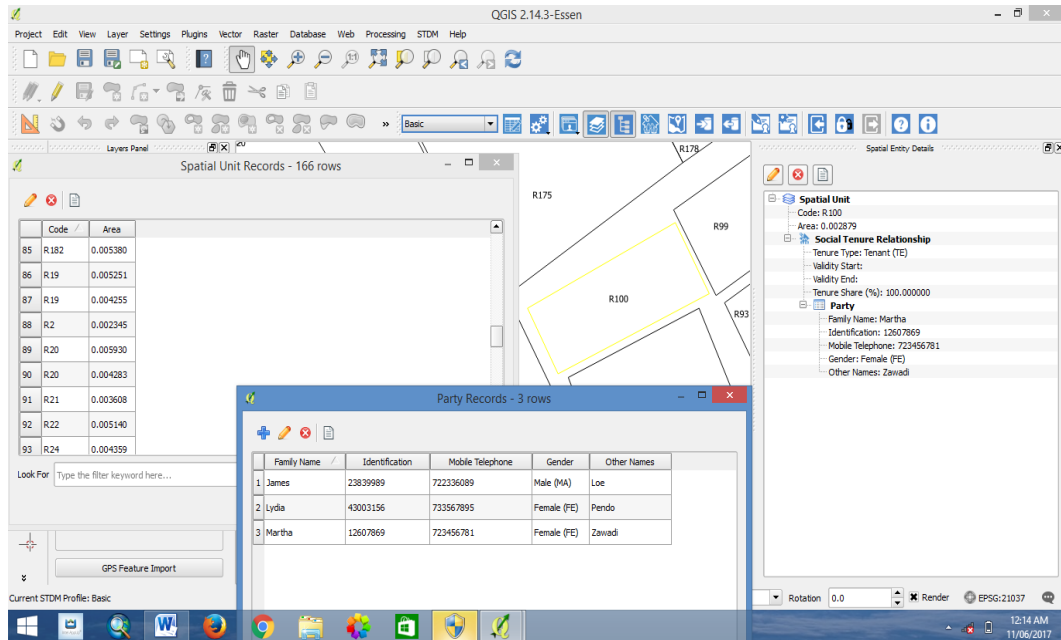 QGIS 2.14.3-Essen
Project Edit View Layer Settings Plugins Vector Raster Database Web Processing STDM Help
» Basic
Layers Panel
Spatial Unit Records - 166 rows
Code Area
85 R182 0.005380
86 R19 0.005251
87 R19 0.004255
88 R2 0.002345
89 R20 0.005930
90 R20 0.004283
91 R21 0.003608
92 R22 0.005140
93 R24 0.004359
Look For Type the filter keyword here...
GPS Feature Import
Current STDM Profile: Basic
R178
R175
R99
R100
R93
Party Records - 3 rows
Family Name Identification Mobile Telephone Gender Other Names
1 James 23839989 722336089 Male (MA) Loe
2 Lydia 43003156 733567895 Female (FE) Pendo
3 Martha 12607869 723456781 Female (FE) Zawadi
Spatial Entity Details
Spatial Unit
Code: R100
Area: 0.002879
Social Tenure Relationship
Tenure Type: Tenant (TE)
Validity Start:
Validity End:
Tenure Share (%): 100.000000
Party
Family Name: Martha
Identification: 12607869
Mobile Telephone: 723456781
Gender: Female (FE)
Other Names: Zawadi
Rotation 0.0 Render EPSG:21037
12:14 AM
11/06/2017